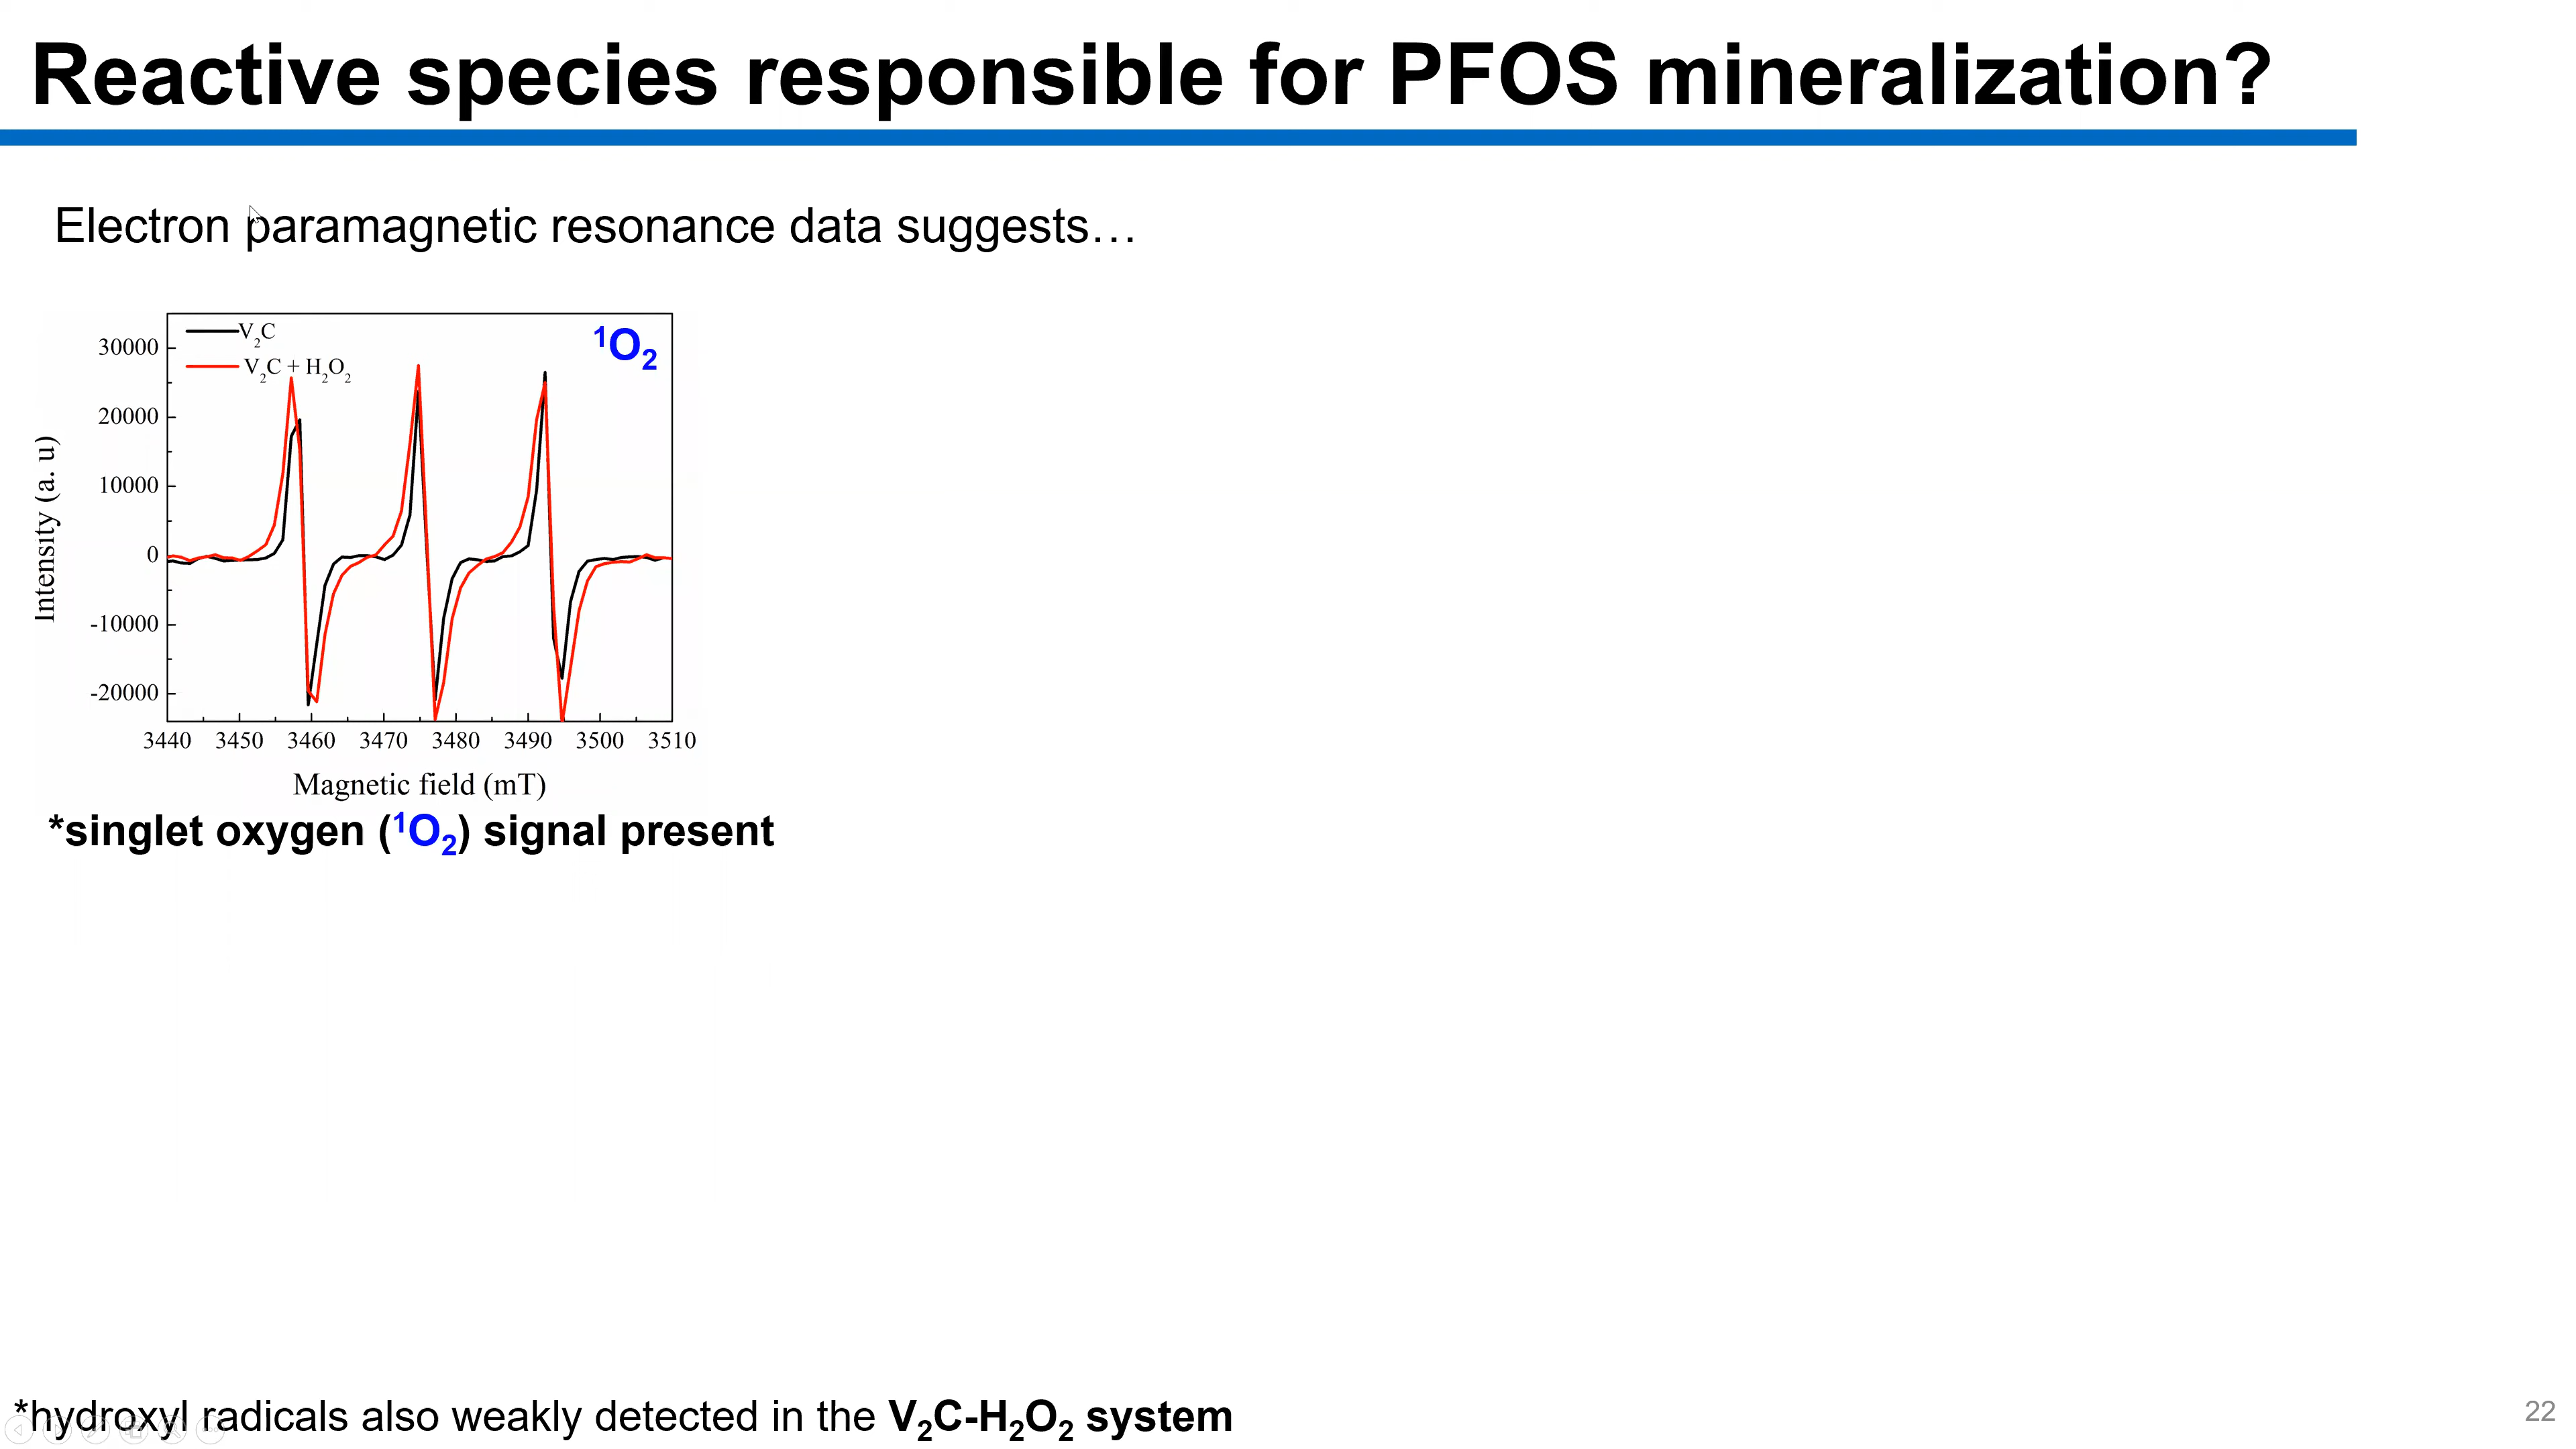 Reactive species responsible for PFOS mineralization?
Electron paramagnetic resonance data suggests…
V₂C
V₂C + H₂O₂
¹O₂
30000
20000
10000
0
-10000
-20000
Intensity (a. u)
3440 3450 3460 3470 3480 3490 3500 3510
Magnetic field (mT)
*singlet oxygen (¹O₂) signal present
*hydroxyl radicals also weakly detected in the V₂C-H₂O₂ system
22